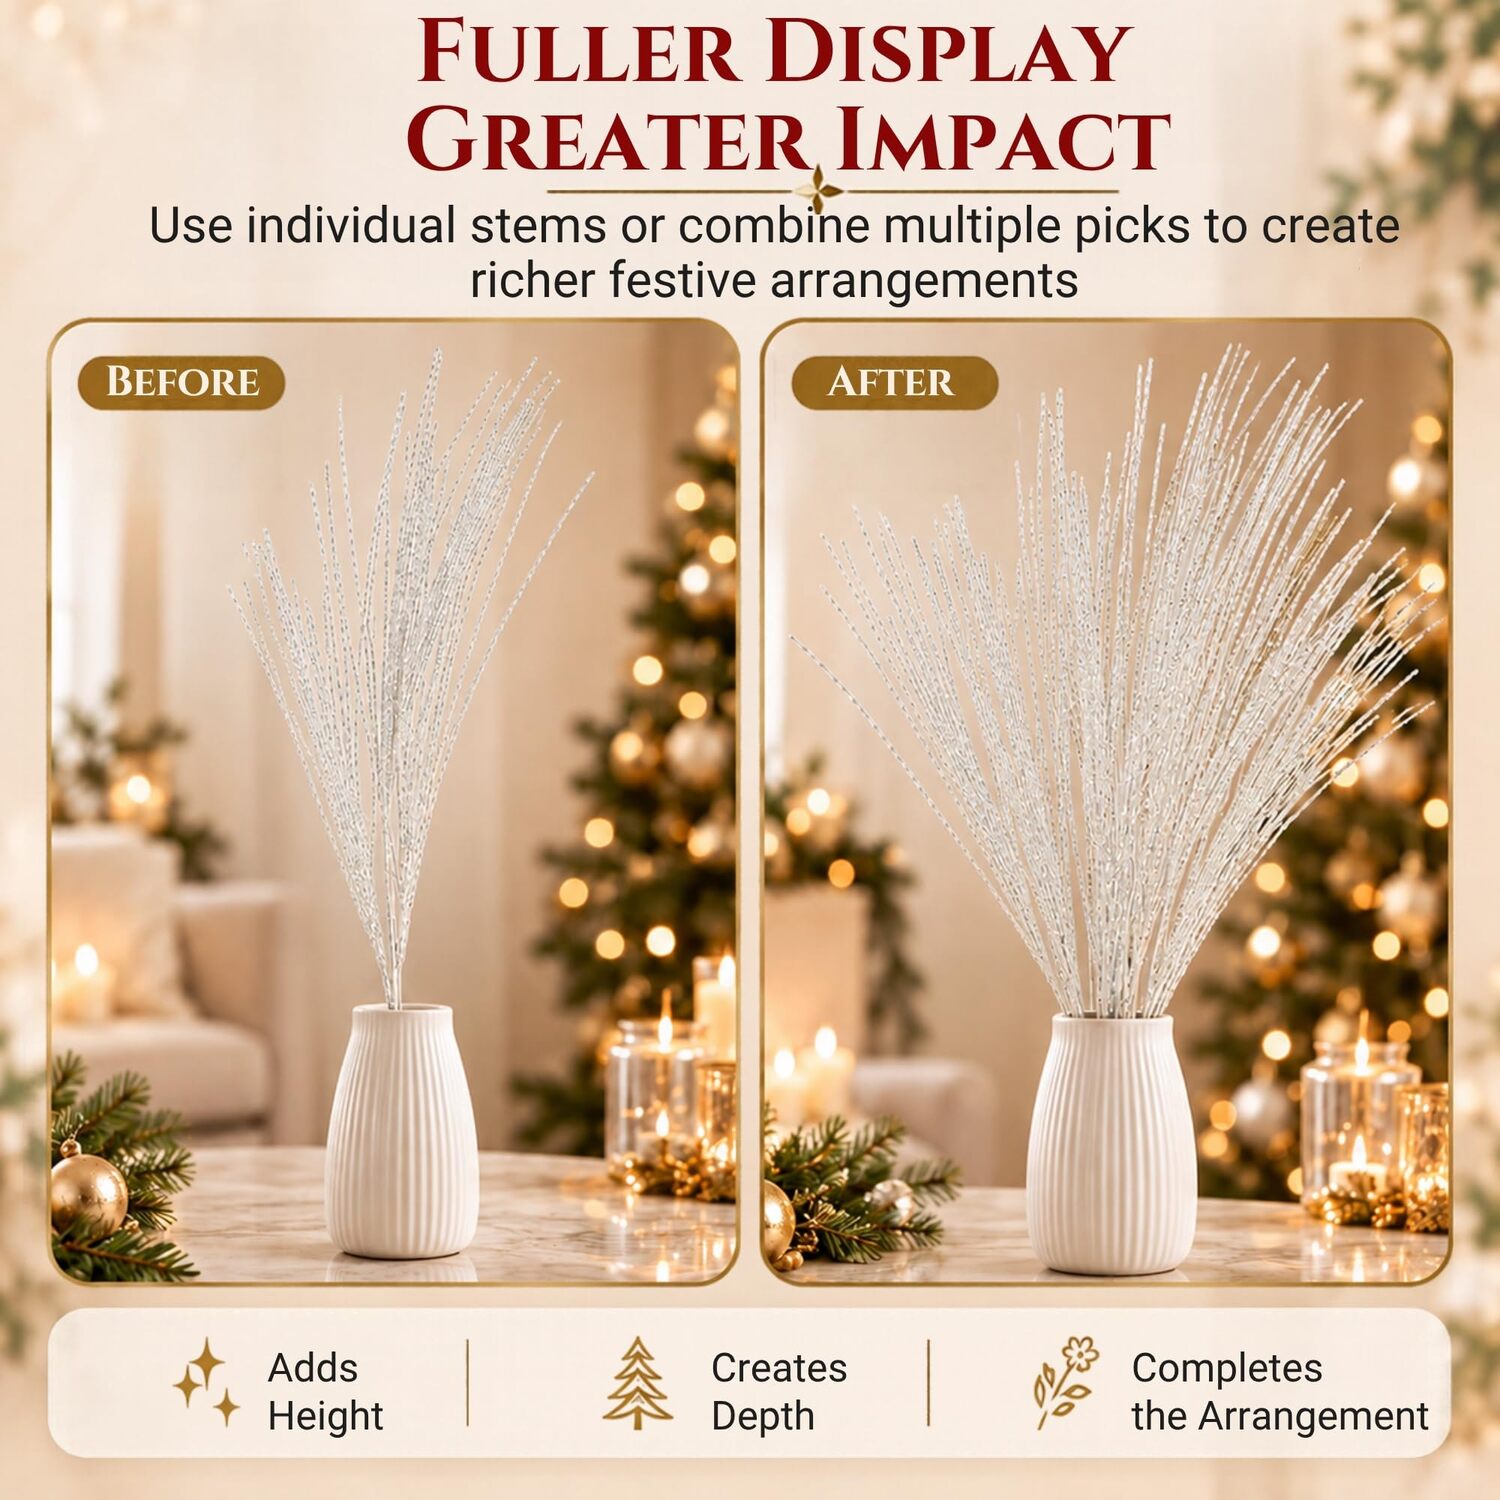 Fuller Display
Greater Impact
Use individual stems or combine multiple picks to create
richer festive arrangements
Before
After
Adds
Height
Creates
Depth
Completes
the Arrangement